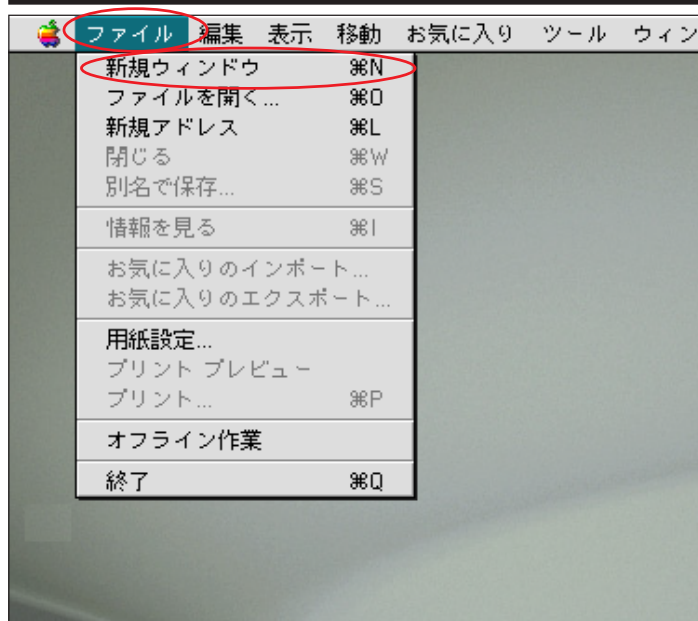 ファイル 編集 表示 移動 お気に入り ツール ウィン
新規ウィンドウ ⌘N
ファイルを開く... ⌘O
新規アドレス ⌘L
閉じる ⌘W
別名で保存... ⌘S
情報を見る ⌘I
お気に入りのインポート...
お気に入りのエクスポート...
用紙設定...
プリント プレビュー
プリント... ⌘P
オフライン作業
終了 ⌘Q